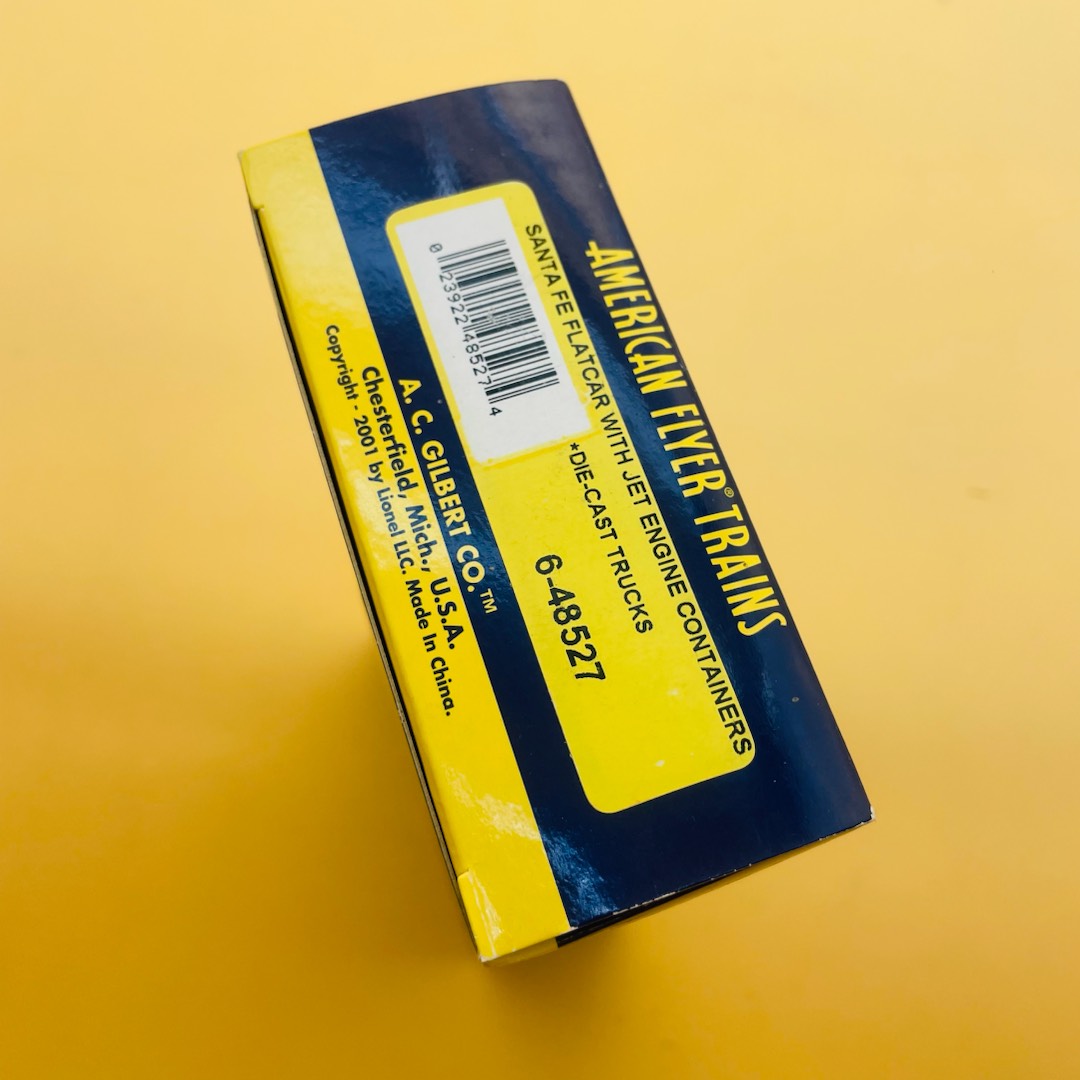 AMERICAN FLYER® TRAINS
SANTA FE FLATCAR WITH JET ENGINE CONTAINERS
*DIE-CAST TRUCKS
6-48527
0 23922 48527 4
A. C. GILBERT CO.™
Chesterfield, Mich., U.S.A.
Copyright - 2001 by Lionel LLC. Made In China.